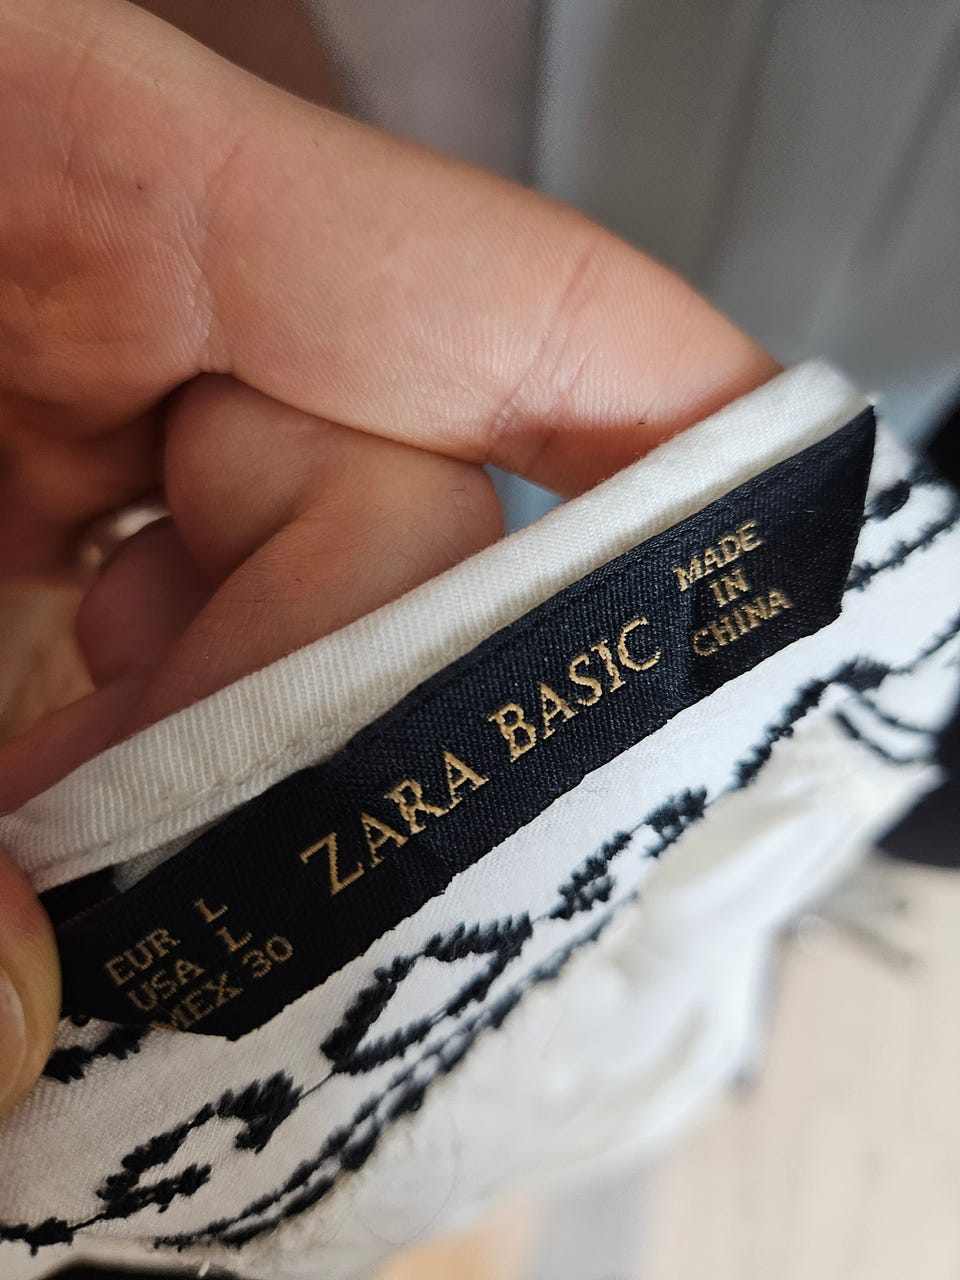 EUR L
USA L
MEX 30
ZARA BASIC
MADE
IN
CHINA